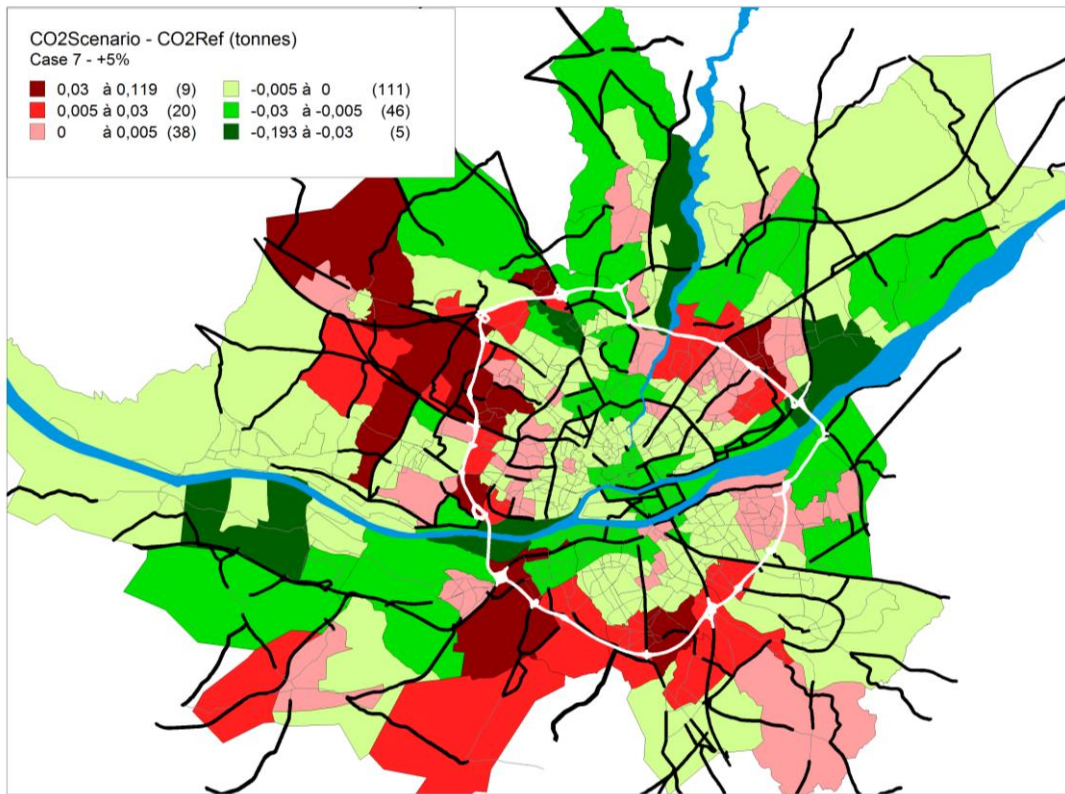 CO2Scenario - CO2Ref (tonnes)
Case 7 - +5%
0,03 à 0,119 (9) -0,005 à 0 (111)
0,005 à 0,03 (20) -0,03 à -0,005 (46)
0 à 0,005 (38) -0,193 à -0,03 (5)